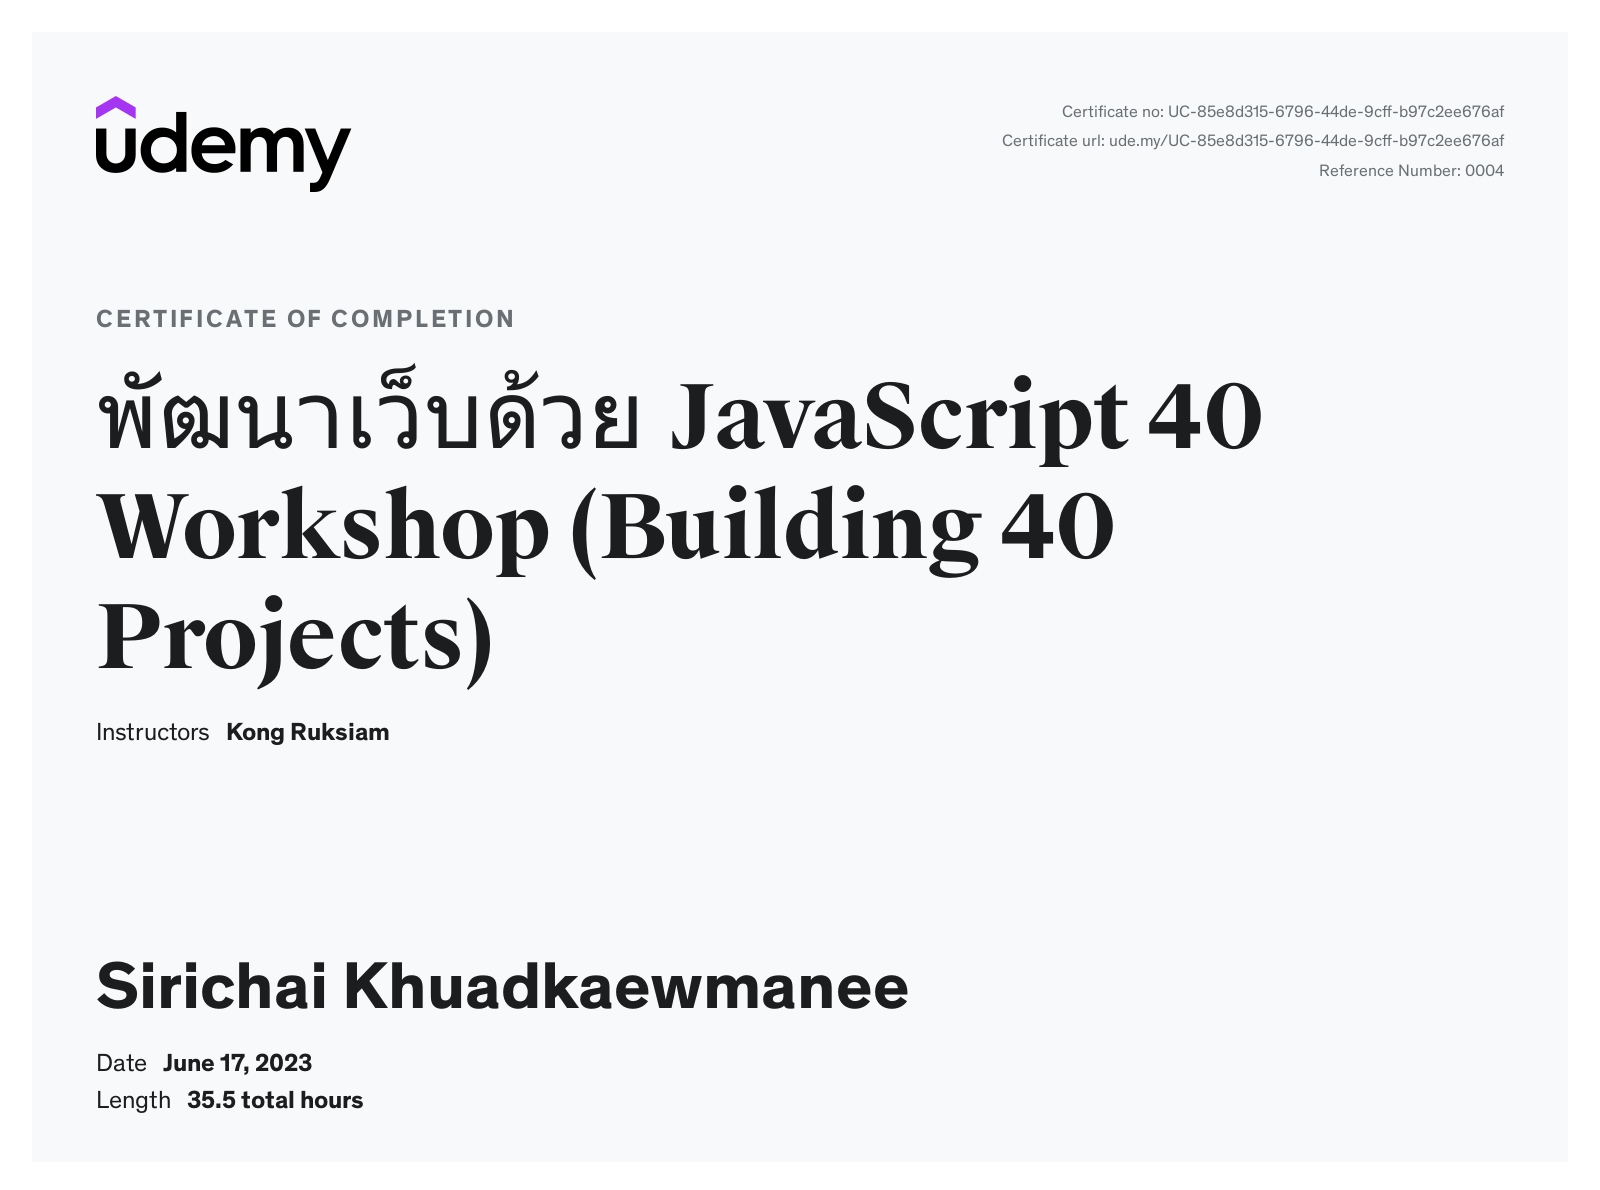 udemy
Certificate no: UC-85e8d315-6796-44de-9cff-b97c2ee676af
Certificate url: ude.my/UC-85e8d315-6796-44de-9cff-b97c2ee676af
Reference Number: 0004
CERTIFICATE OF COMPLETION
พัฒนาเว็บด้วย JavaScript 40
Workshop (Building 40
Projects)
Instructors Kong Ruksiam
Sirichai Khuadkaewmanee
Date June 17, 2023
Length 35.5 total hours